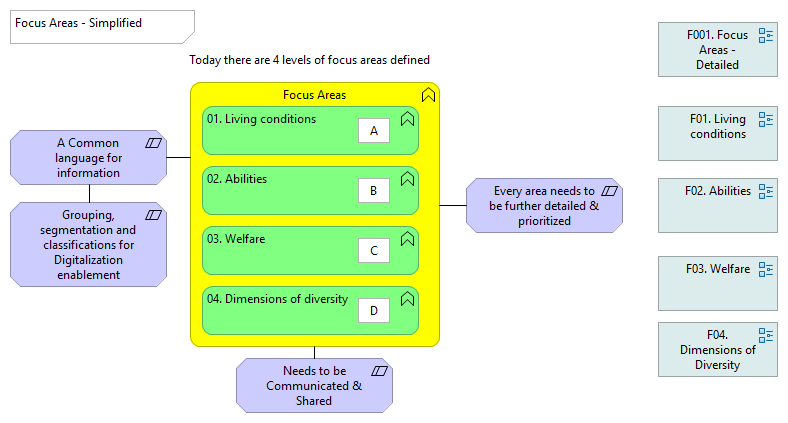 Focus Areas - Simplified
Today there are 4 levels of focus areas defined
Focus Areas
01. Living conditions
A
02. Abilities
B
03. Welfare
C
04. Dimensions of diversity
D
A Common
language for
information
Grouping,
segmentation and
classifications for
Digitalization
enablement
Every area needs to
be further detailed &
prioritized
Needs to be
Communicated &
Shared
F001. Focus
Areas -
Detailed
F01. Living
conditions
F02. Abilities
F03. Welfare
F04.
Dimensions of
Diversity